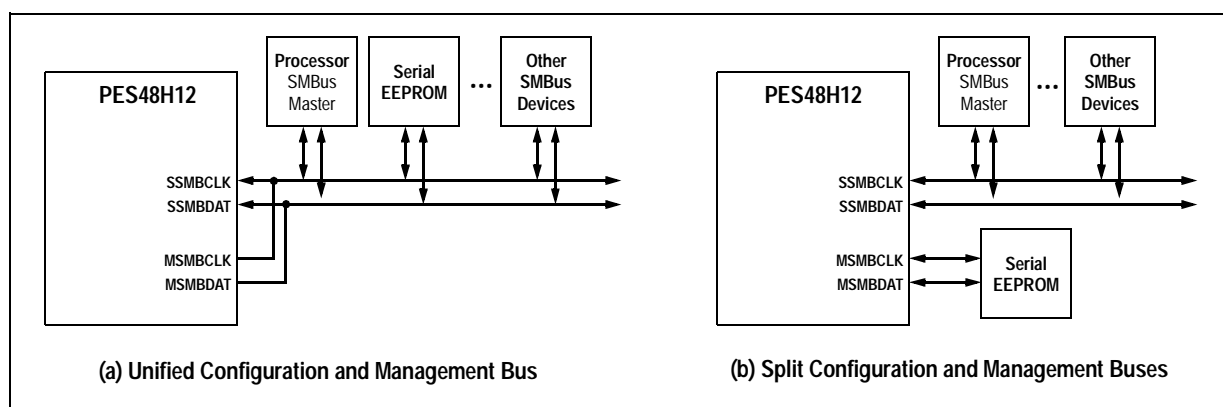 PES48H12
Processor
SMBus
Master
Serial
EEPROM
...
Other
SMBus
Devices
SSMBCLK
SSMBDAT
MSMBCLK
MSMBDAT
(a) Unified Configuration and Management Bus
PES48H12
Processor
SMBus
Master
...
Other
SMBus
Devices
SSMBCLK
SSMBDAT
MSMBCLK
MSMBDAT
Serial
EEPROM
(b) Split Configuration and Management Buses